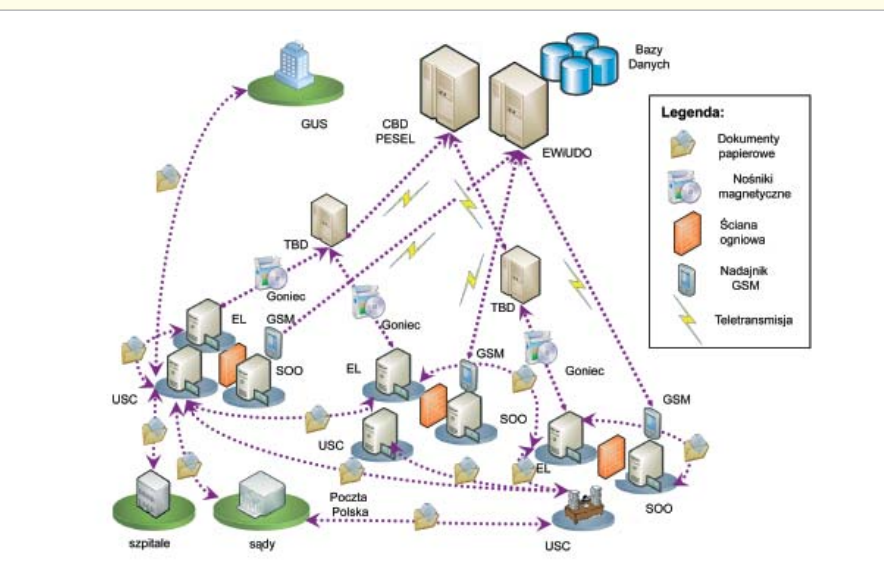 Bazy
Danych
GUS
CBD
PESEL
EWiUDO
Legenda:
Dokumenty
papierowe
Nośniki
magnetyczne
Ściana
ogniowa
Nadajnik
GSM
Teletransmisja
TBD
TBD
Goniec
EL
GSM
Goniec
GSM
Goniec
GSM
USC
SOO
EL
SOO
USC
EL
SOO
Poczta
Polska
szpitale
sądy
USC